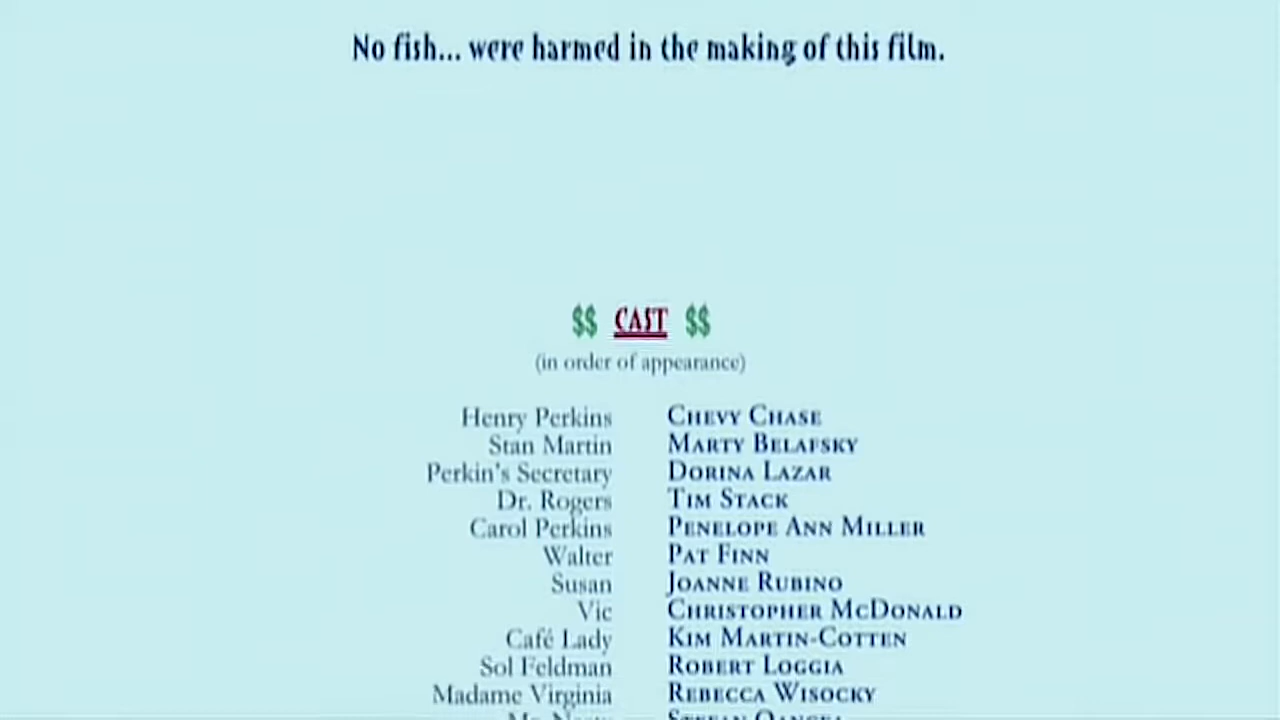 No fish... were harmed in the making of this film.
$$ CAST $$
(in order of appearance)
Henry Perkins CHEVY CHASE
Stan Martin MARTY BELAFSKY
Perkin's Secretary DORINA LAZAR
Dr. Rogers TIM STACK
Carol Perkins PENELOPE ANN MILLER
Walter PAT FINN
Susan JOANNE RUBINO
Vic CHRISTOPHER MCDONALD
Café Lady KIM MARTIN-COTTEN
Sol Feldman ROBERT LOGGIA
Madame Virginia REBECCA WISOCKY